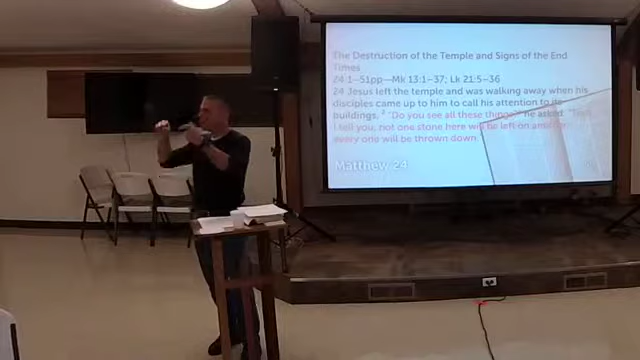 The Destruction of the Temple and Signs of the End
Times
24:1–51pp—Mk 13:1–37; Lk 21:5–36
24 Jesus left the temple and was walking away when his
disciples came up to him to call his attention to its
buildings. ² "Do you see all these things?" he asked. "Truly
I tell you, not one stone here will be left on another;
every one will be thrown down."
Matthew 24